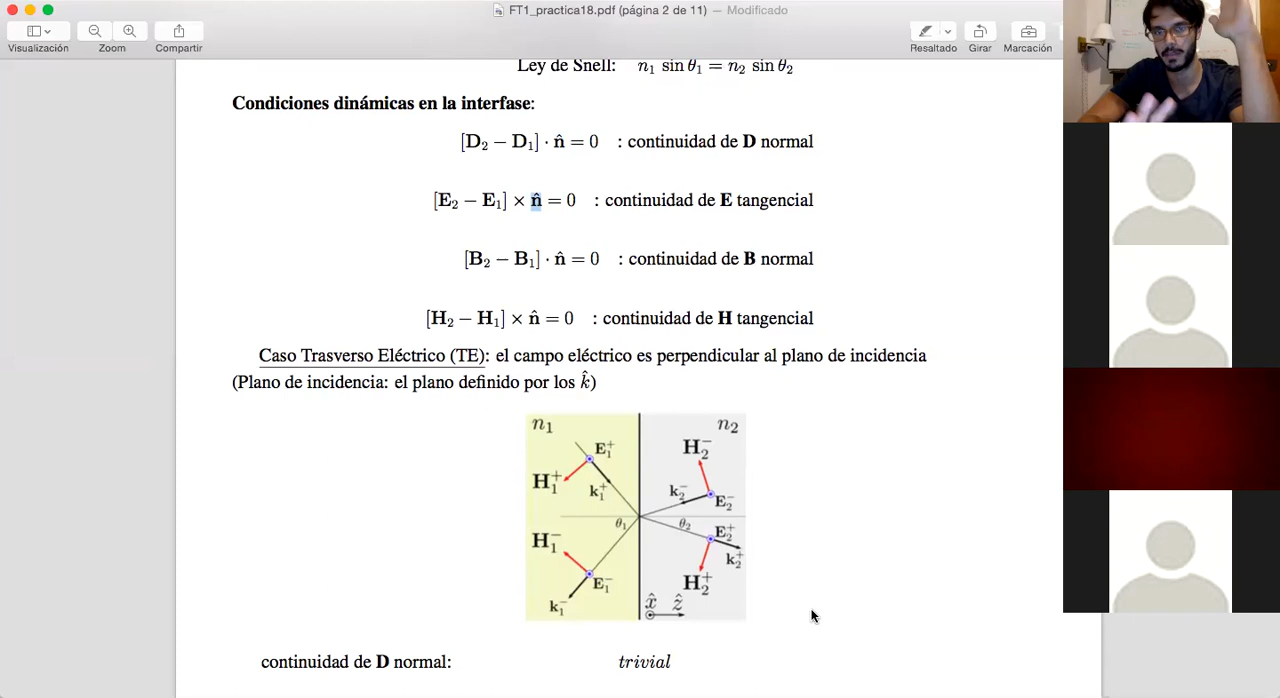 FT1_practica18.pdf (página 2 de 11) — Modificado
Visualización Zoom Compartir Resaltado Girar Marcación
Ley de Snell: n₁ sin θ₁ = n₂ sin θ₂
Condiciones dinámicas en la interfase:
[D₂ − D₁] · n̂ = 0 : continuidad de D normal
[E₂ − E₁] × n̂ = 0 : continuidad de E tangencial
[B₂ − B₁] · n̂ = 0 : continuidad de B normal
[H₂ − H₁] × n̂ = 0 : continuidad de H tangencial
Caso Trasverso Eléctrico (TE): el campo eléctrico es perpendicular al plano de incidencia
(Plano de incidencia: el plano definido por los k̂)
n₁ n₂
E₁⁺ H₂⁻
H₁⁺ k₁⁺ k₂⁻ E₂⁻
θ₁ θ₂ E₂⁺
H₁⁻ k₂⁺
E₁⁻ H₂⁺
k₁⁻ x̂ ẑ
continuidad de D normal: trivial